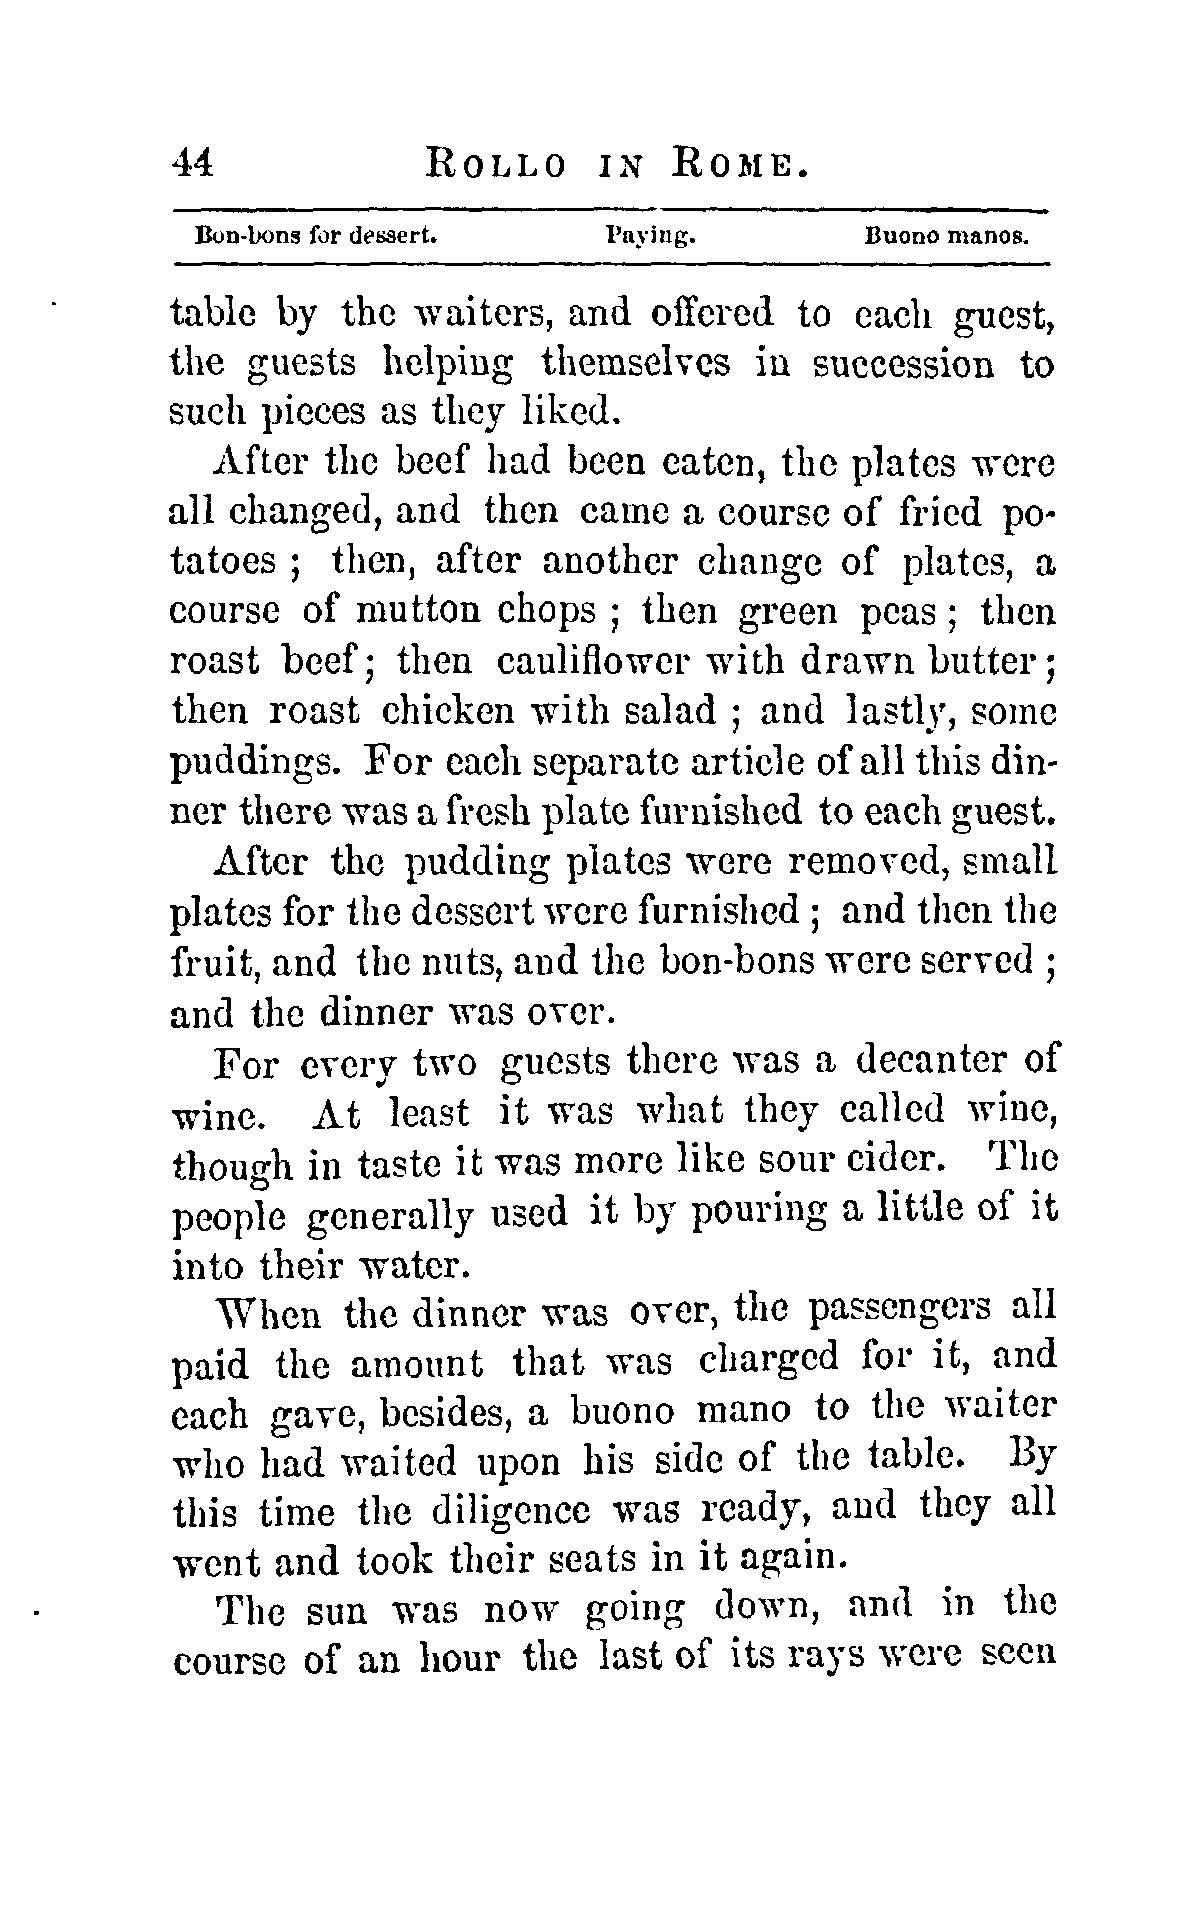 44 ROLLO IN ROME.
Bon-bons for dessert. Paying. Buono manos.
table by the waiters, and offered to each guest,
the guests helping themselves in succession to
such pieces as they liked.
After the beef had been eaten, the plates were
all changed, and then came a course of fried po-
tatoes ; then, after another change of plates, a
course of mutton chops ; then green peas ; then
roast beef ; then cauliflower with drawn butter ;
then roast chicken with salad ; and lastly, some
puddings. For each separate article of all this din-
ner there was a fresh plate furnished to each guest.
After the pudding plates were removed, small
plates for the dessert were furnished ; and then the
fruit, and the nuts, and the bon-bons were served ;
and the dinner was over.
For every two guests there was a decanter of
wine. At least it was what they called wine,
though in taste it was more like sour cider. The
people generally used it by pouring a little of it
into their water.
When the dinner was over, the passengers all
paid the amount that was charged for it, and
each gave, besides, a buono mano to the waiter
who had waited upon his side of the table. By
this time the diligence was ready, and they all
went and took their seats in it again.
The sun was now going down, and in the
course of an hour the last of its rays were seen